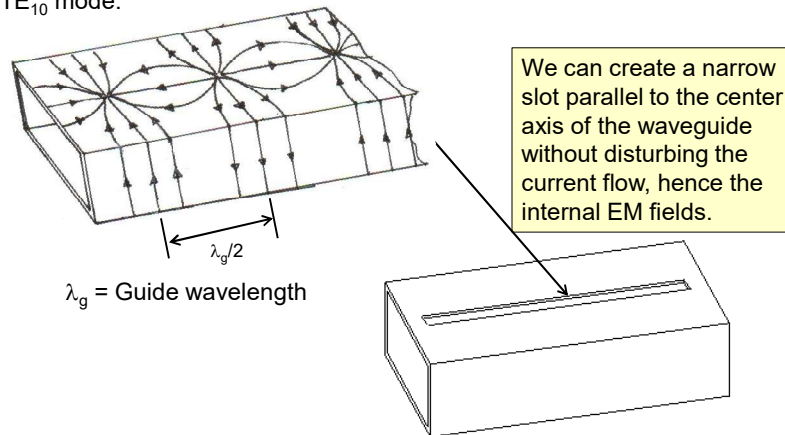 TE10 mode.
We can create a narrow
slot parallel to the center
axis of the waveguide
without disturbing the
current flow, hence the
internal EM fields.
λg/2
λg = Guide wavelength